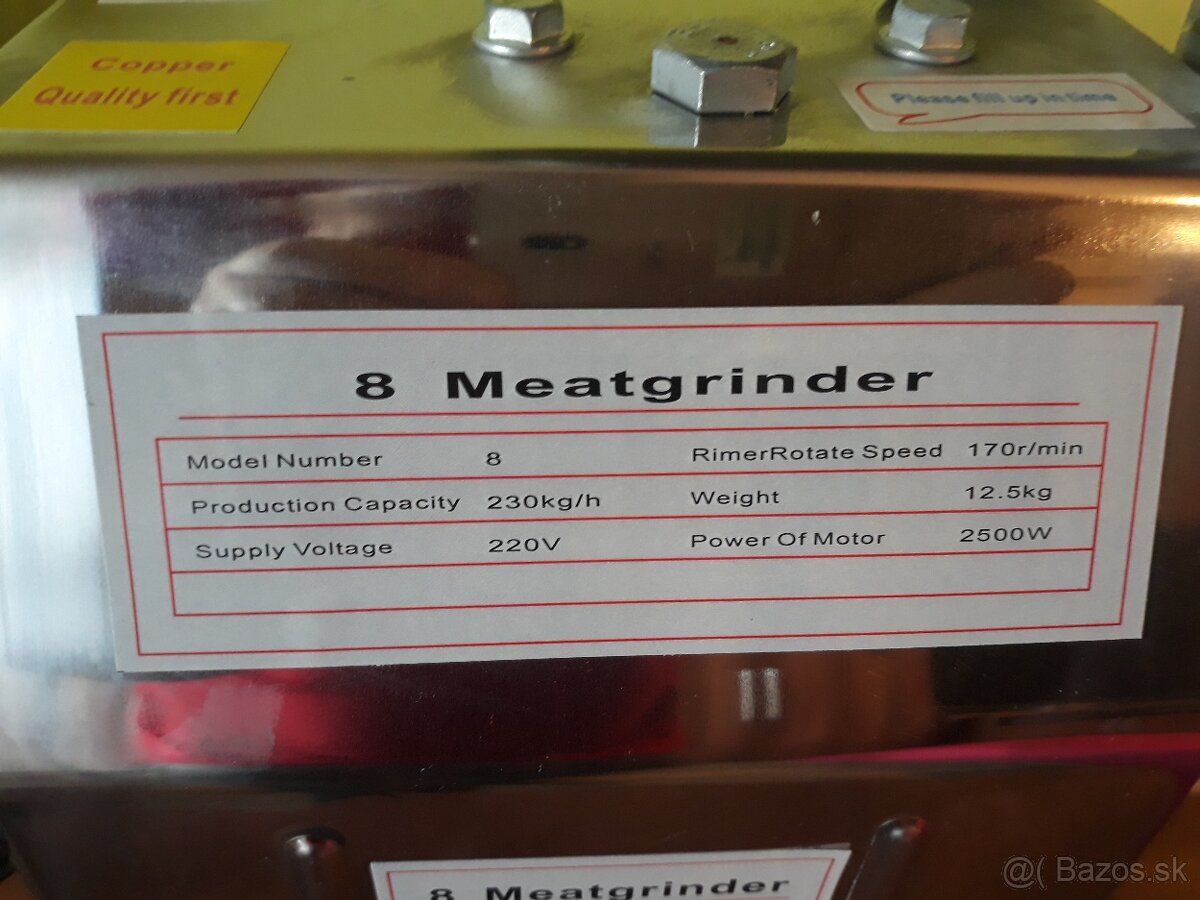 Copper
Quality first
Please fill up in time
8 Meatgrinder
Model Number 8 RimerRotate Speed 170r/min
Production Capacity 230kg/h Weight 12.5kg
Supply Voltage 220V Power Of Motor 2500W
8 Meatgrinder
@( Bazos.sk